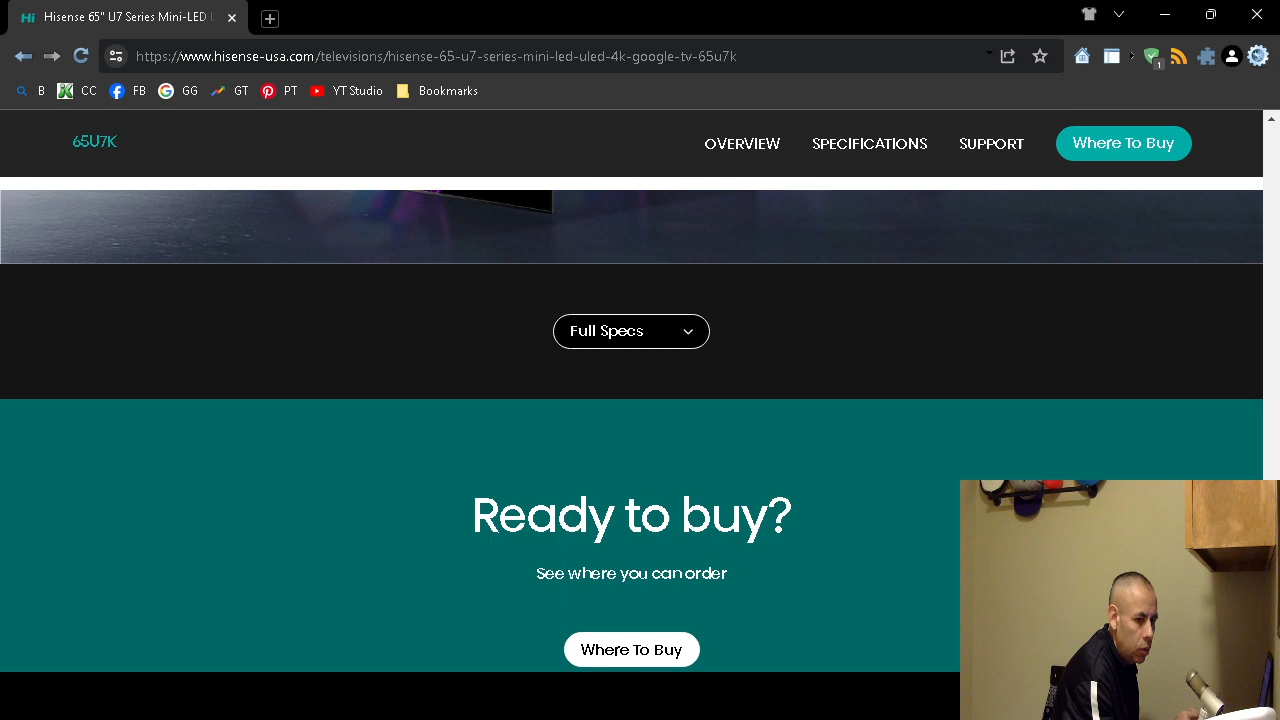 Hi Hisense 65" U7 Series Mini-LED U
https://www.hisense-usa.com/televisions/hisense-65-u7-series-mini-led-uled-4k-google-tv-65u7k
1
B CC FB GG GT PT YT Studio Bookmarks
65U7K
OVERVIEW SPECIFICATIONS SUPPORT Where To Buy
Full Specs
Ready to buy?
See where you can order
Where To Buy